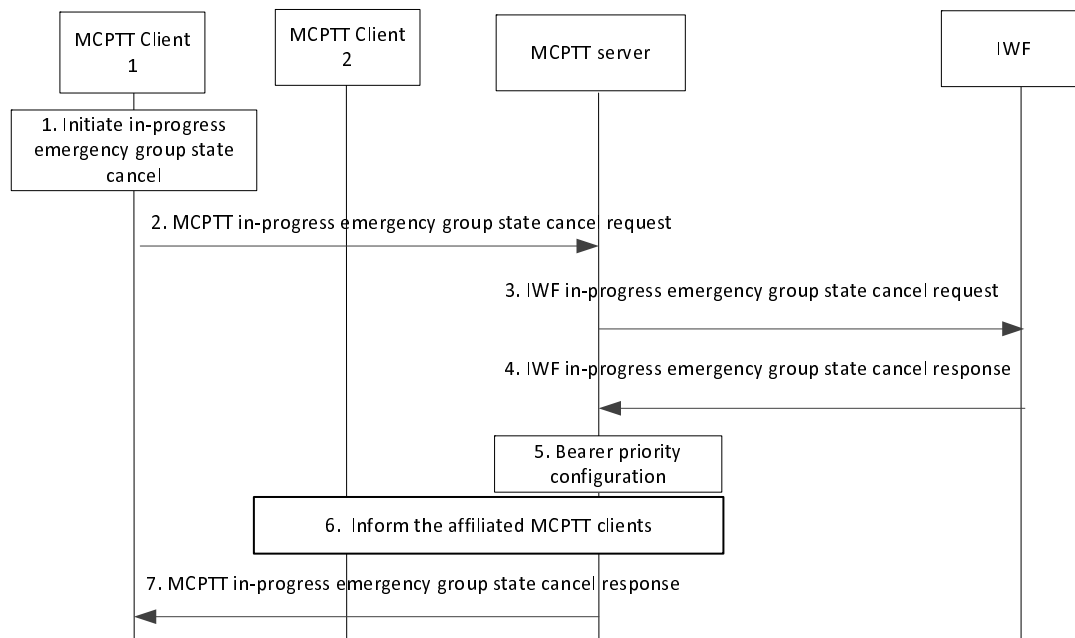 MCPTT Client
1
MCPTT Client
2
MCPTT server
IWF
1. Initiate in-progress
emergency group state
cancel
2. MCPTT in-progress emergency group state cancel request
3. IWF in-progress emergency group state cancel request
4. IWF in-progress emergency group state cancel response
5. Bearer priority
configuration
6. Inform the affiliated MCPTT clients
7. MCPTT in-progress emergency group state cancel response